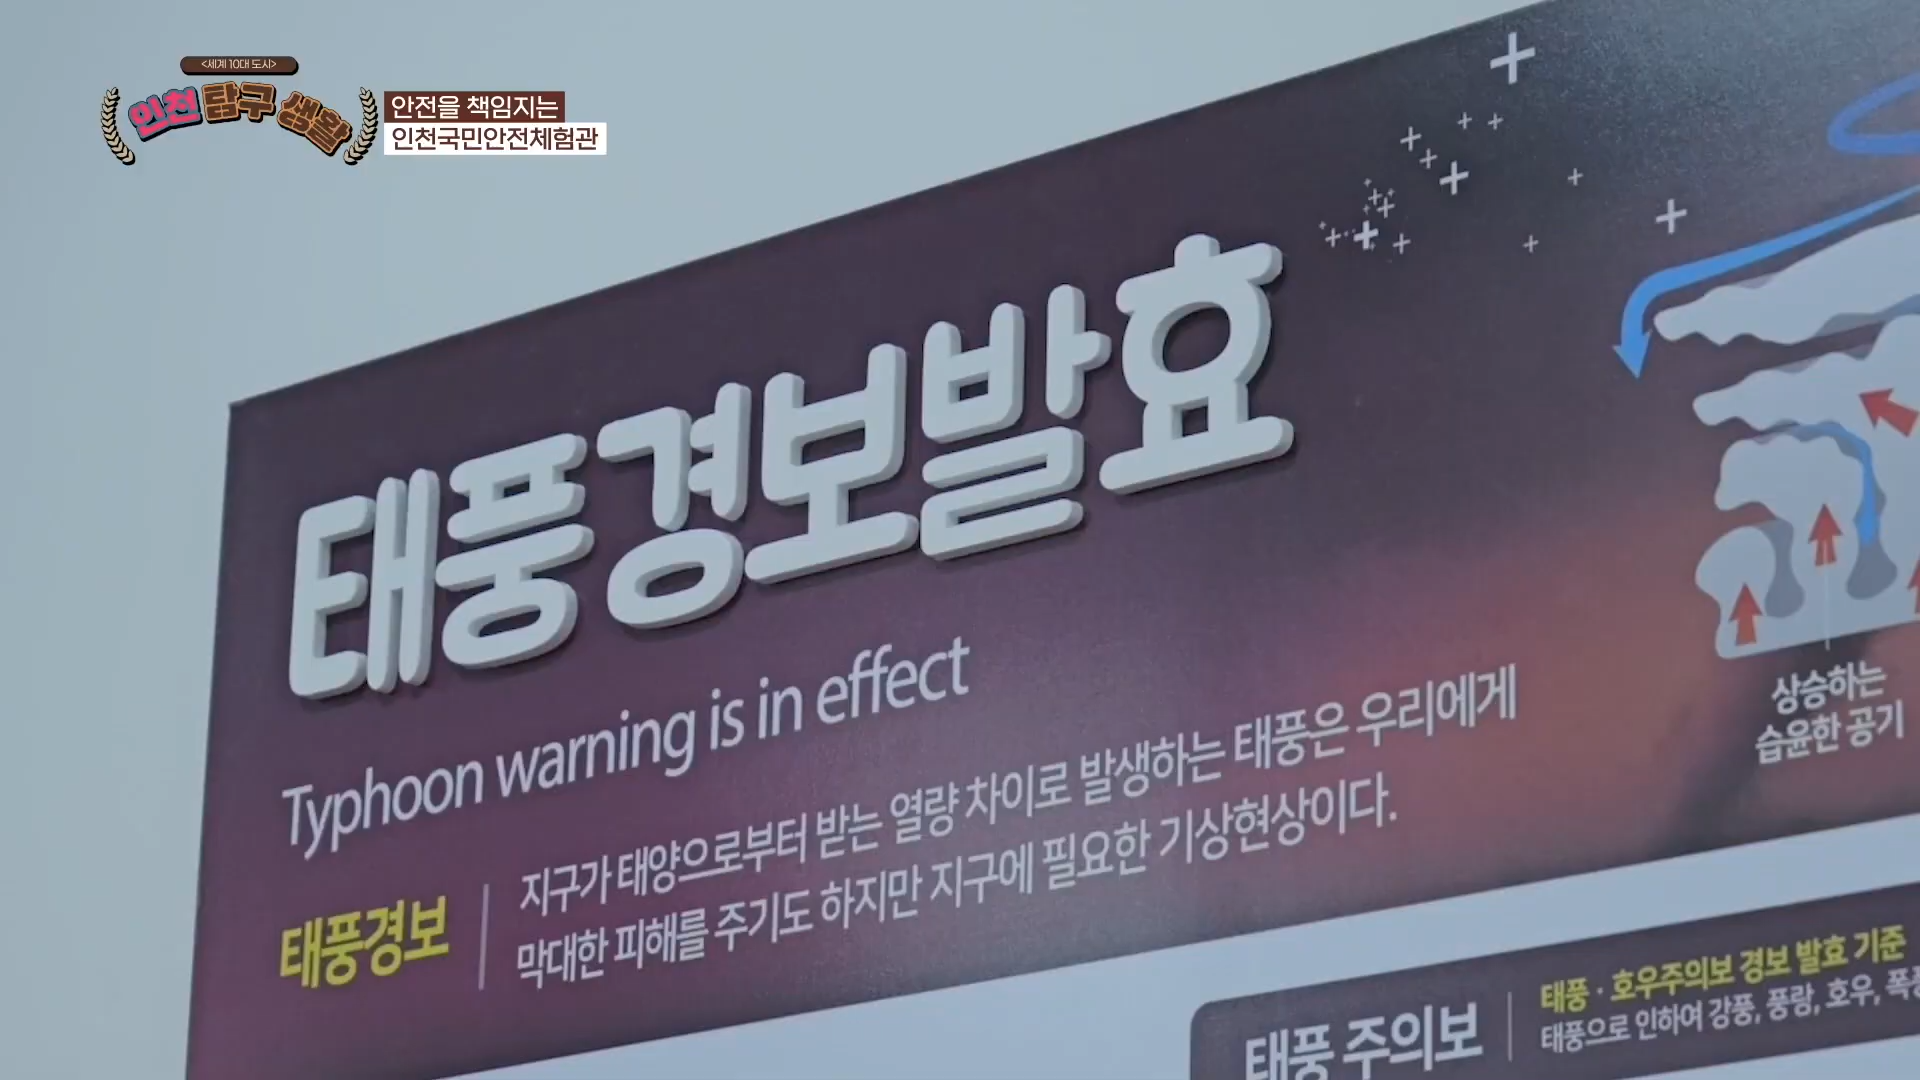 <세계 10대 도시>
인천 탐구 생활
안전을 책임지는
인천국민안전체험관
태풍경보발효
Typhoon warning is in effect
태풍경보
지구가 태양으로부터 받는 열량 차이로 발생하는 태풍은 우리에게
막대한 피해를 주기도 하지만 지구에 필요한 기상현상이다.
상승하는
습윤한 공기
태풍 주의보
태풍 · 호우주의보 경보 발효 기준
태풍으로 인하여 강풍, 풍랑, 호우,